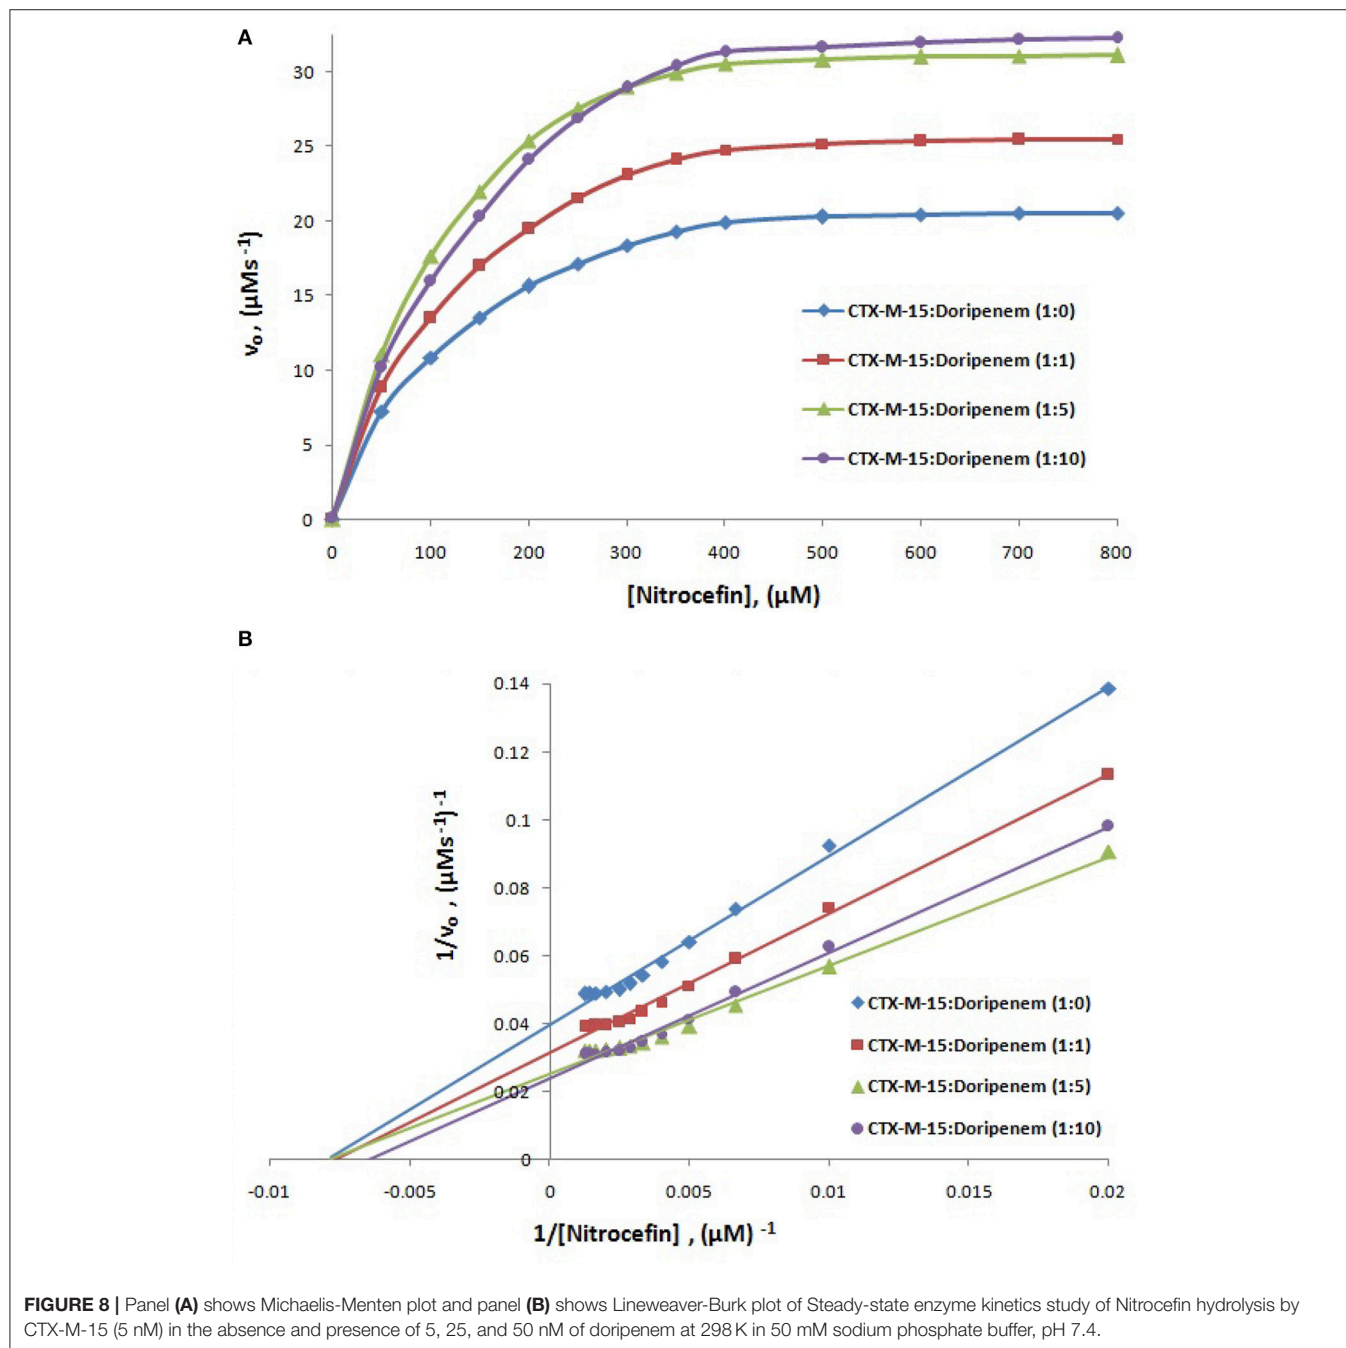 A
30
25
20
15
10
5
0
v₀, (μMs⁻¹)
CTX-M-15:Doripenem (1:0)
CTX-M-15:Doripenem (1:1)
CTX-M-15:Doripenem (1:5)
CTX-M-15:Doripenem (1:10)
0 100 200 300 400 500 600 700 800
[Nitrocefin], (μM)
B
0.14
0.12
0.1
0.08
0.06
0.04
0.02
0
1/v₀, (μMs⁻¹)⁻¹
CTX-M-15:Doripenem (1:0)
CTX-M-15:Doripenem (1:1)
CTX-M-15:Doripenem (1:5)
CTX-M-15:Doripenem (1:10)
-0.01 -0.005 0 0.005 0.01 0.015 0.02
1/[Nitrocefin] , (μM) ⁻¹
FIGURE 8 | Panel (A) shows Michaelis-Menten plot and panel (B) shows Lineweaver-Burk plot of Steady-state enzyme kinetics study of Nitrocefin hydrolysis by
CTX-M-15 (5 nM) in the absence and presence of 5, 25, and 50 nM of doripenem at 298 K in 50 mM sodium phosphate buffer, pH 7.4.